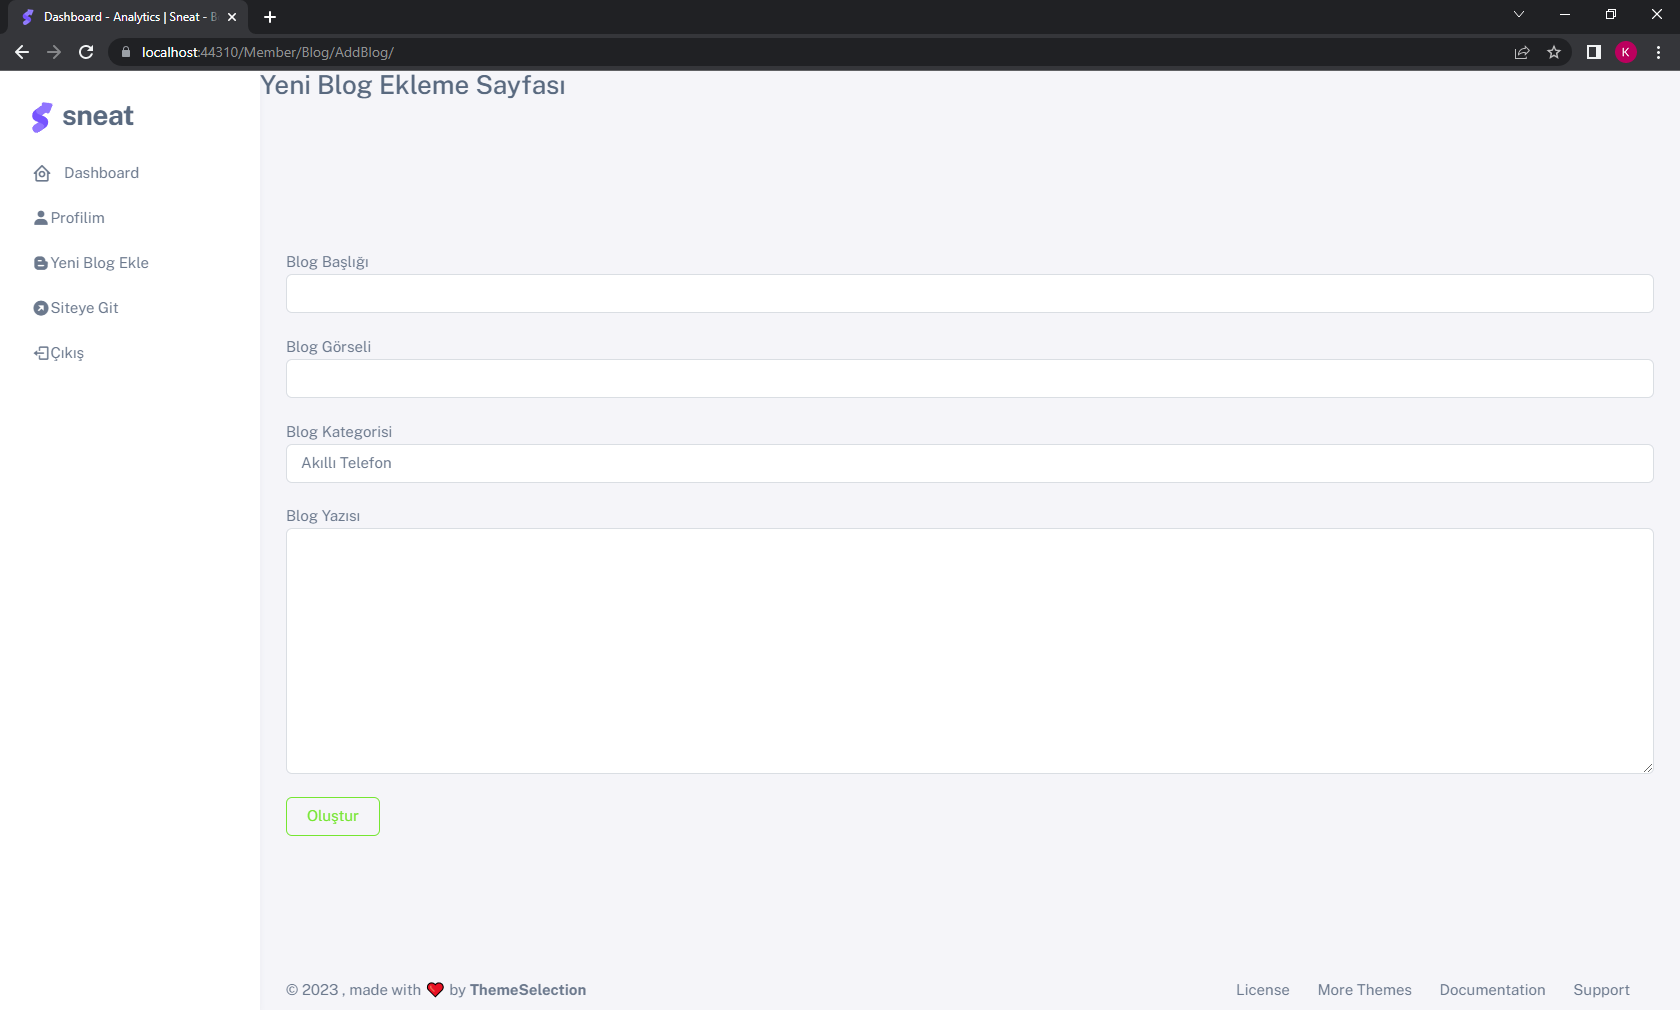 Dashboard - Analytics | Sneat - B
localhost:44310/Member/Blog/AddBlog/
K
sneat
Dashboard
Profilim
Yeni Blog Ekle
Siteye Git
Çıkış
Yeni Blog Ekleme Sayfası
Blog Başlığı
Blog Görseli
Blog Kategorisi
Akıllı Telefon
Blog Yazısı
Oluştur
© 2023 , made with ❤️ by ThemeSelection
License More Themes Documentation Support